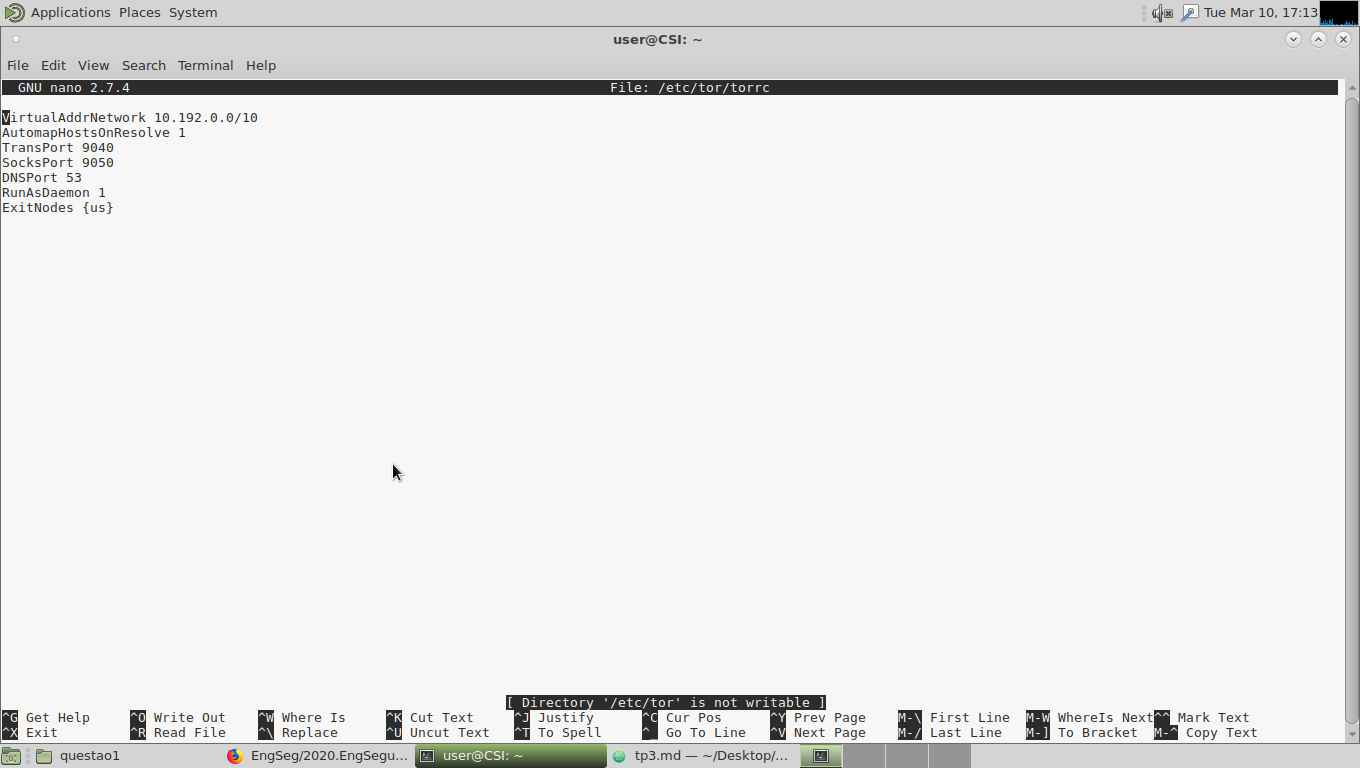 Applications Places System Tue Mar 10, 17:13
user@CSI: ~
File Edit View Search Terminal Help
GNU nano 2.7.4 File: /etc/tor/torrc
VirtualAddrNetwork 10.192.0.0/10
AutomapHostsOnResolve 1
TransPort 9040
SocksPort 9050
DNSPort 53
RunAsDaemon 1
ExitNodes {us}
[ Directory '/etc/tor' is not writable ]
^G Get Help ^O Write Out ^W Where Is ^K Cut Text ^J Justify ^C Cur Pos ^Y Prev Page M-\ First Line M-W WhereIs Next ^^ Mark Text
^X Exit ^R Read File ^\ Replace ^U Uncut Text ^T To Spell ^_ Go To Line ^V Next Page M-/ Last Line M-] To Bracket M-^ Copy Text
questao1 EngSeg/2020.EngSegu... user@CSI: ~ tp3.md — ~/Desktop/...